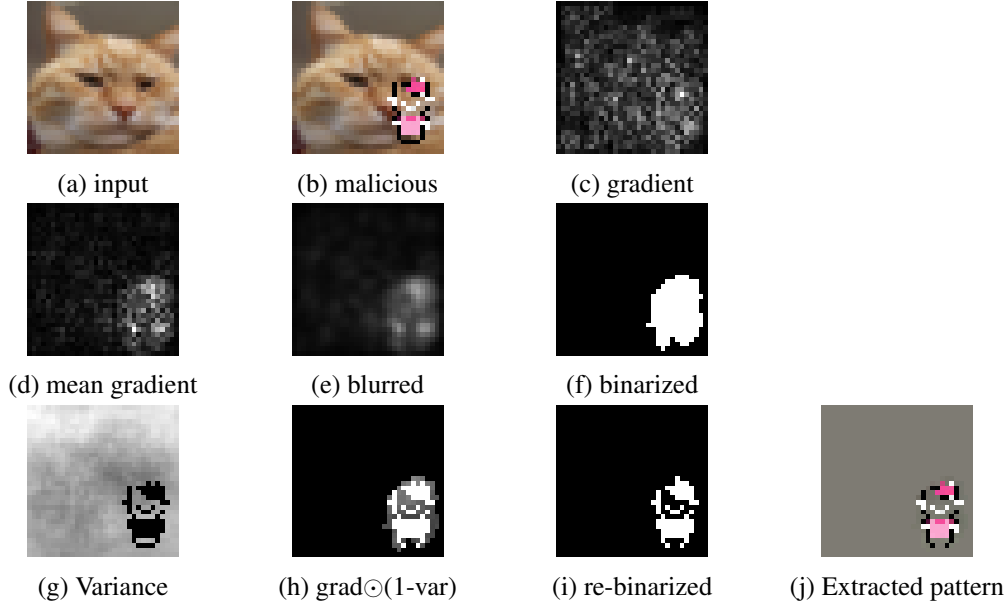 (a) input
(b) malicious
(c) gradient
(d) mean gradient
(e) blurred
(f) binarized
(g) Variance
(h) grad⊙(1-var)
(i) re-binarized
(j) Extracted pattern